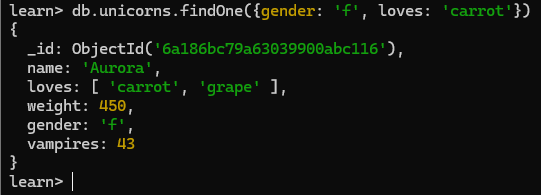 learn> db.unicorns.findOne({gender: 'f', loves: 'carrot'})
{
  _id: ObjectId('6a186bc79a63039900abc116'),
  name: 'Aurora',
  loves: [ 'carrot', 'grape' ],
  weight: 450,
  gender: 'f',
  vampires: 43
}
learn>